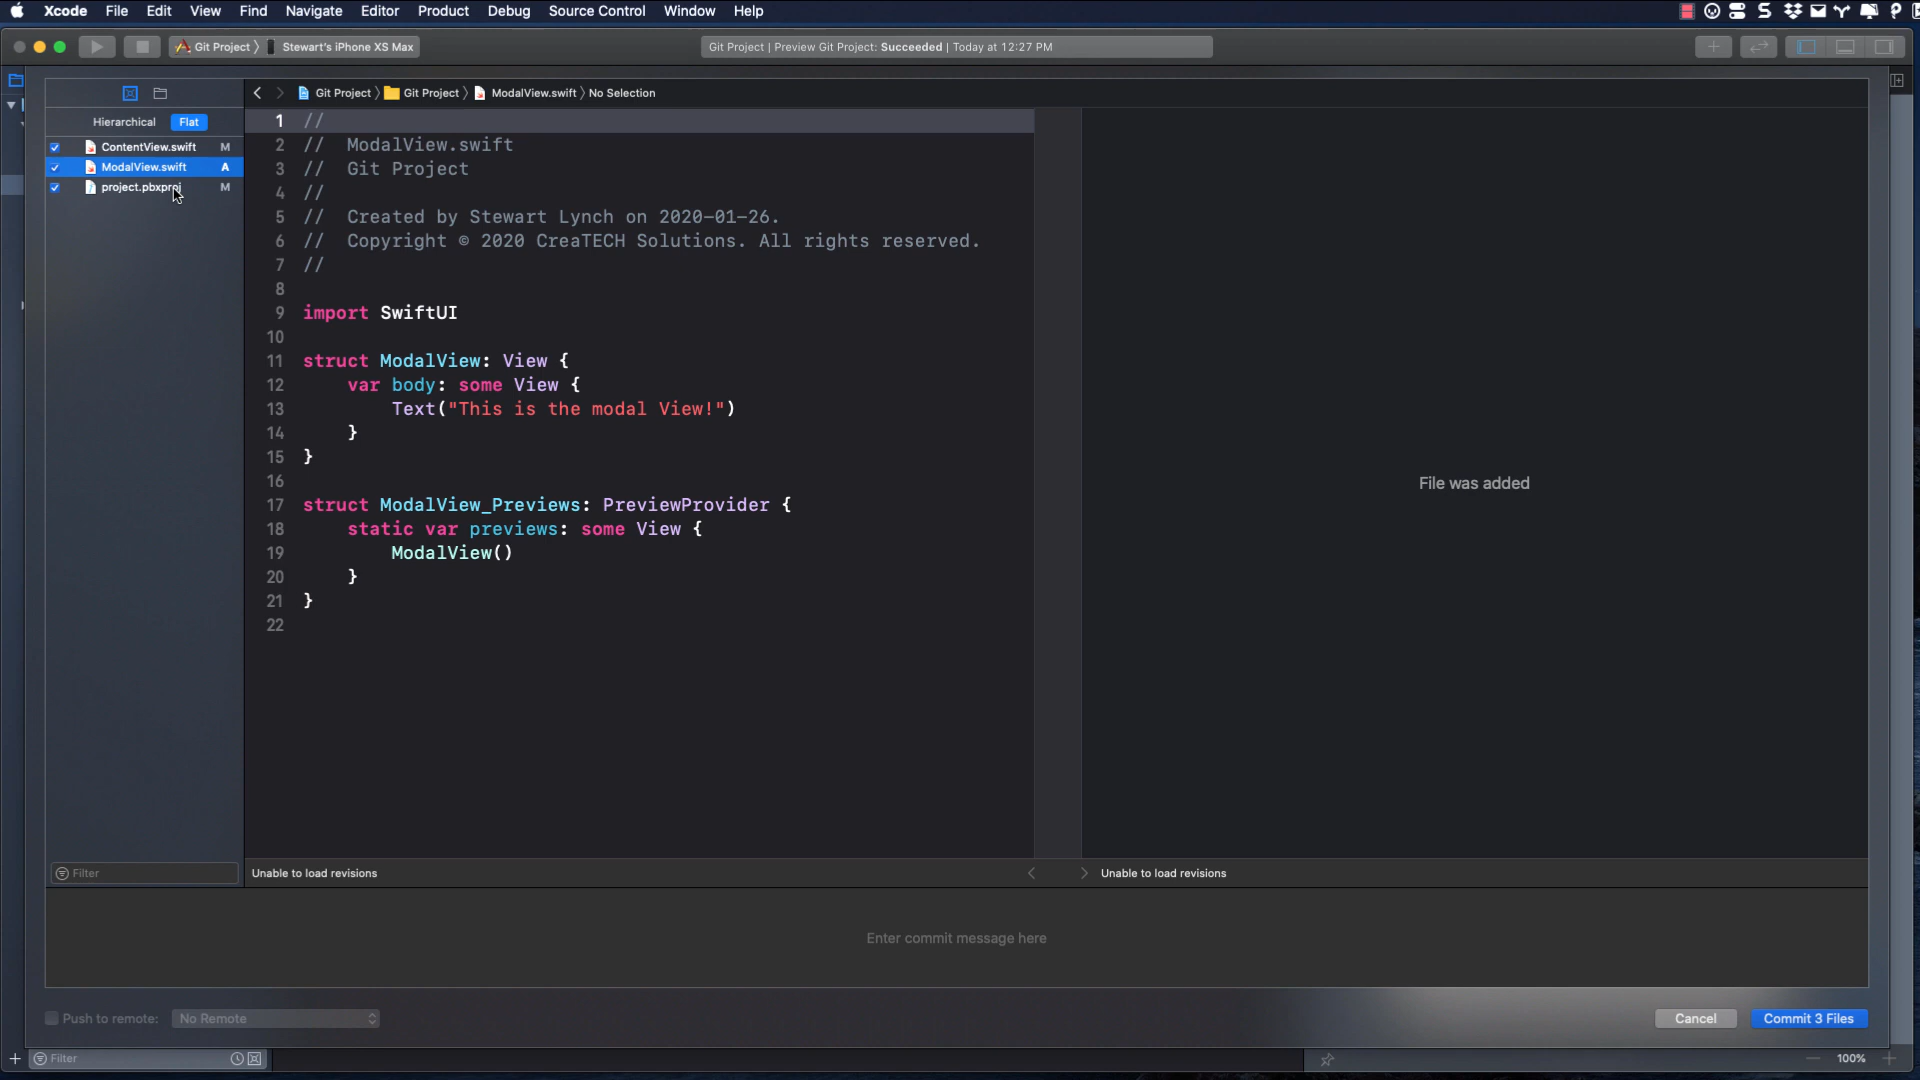 Xcode File Edit View Find Navigate Editor Product Debug Source Control Window Help
Git Project 〉 Stewart's iPhone XS Max
Git Project | Preview Git Project: Succeeded | Today at 12:27 PM
Git Project 〉 Git Project 〉 ModalView.swift 〉 No Selection
Hierarchical Flat
ContentView.swift M
ModalView.swift A
project.pbxproj M
1 //
2 //  ModalView.swift
3 //  Git Project
4 //
5 //  Created by Stewart Lynch on 2020-01-26.
6 //  Copyright © 2020 CreaTECH Solutions. All rights reserved.
7 //
8
9 import SwiftUI
10
11 struct ModalView: View {
12     var body: some View {
13         Text("This is the modal View!")
14     }
15 }
16
17 struct ModalView_Previews: PreviewProvider {
18     static var previews: some View {
19         ModalView()
20     }
21 }
22
File was added
Filter
Unable to load revisions
Unable to load revisions
Enter commit message here
Push to remote: No Remote
Cancel
Commit 3 Files
Filter
100%